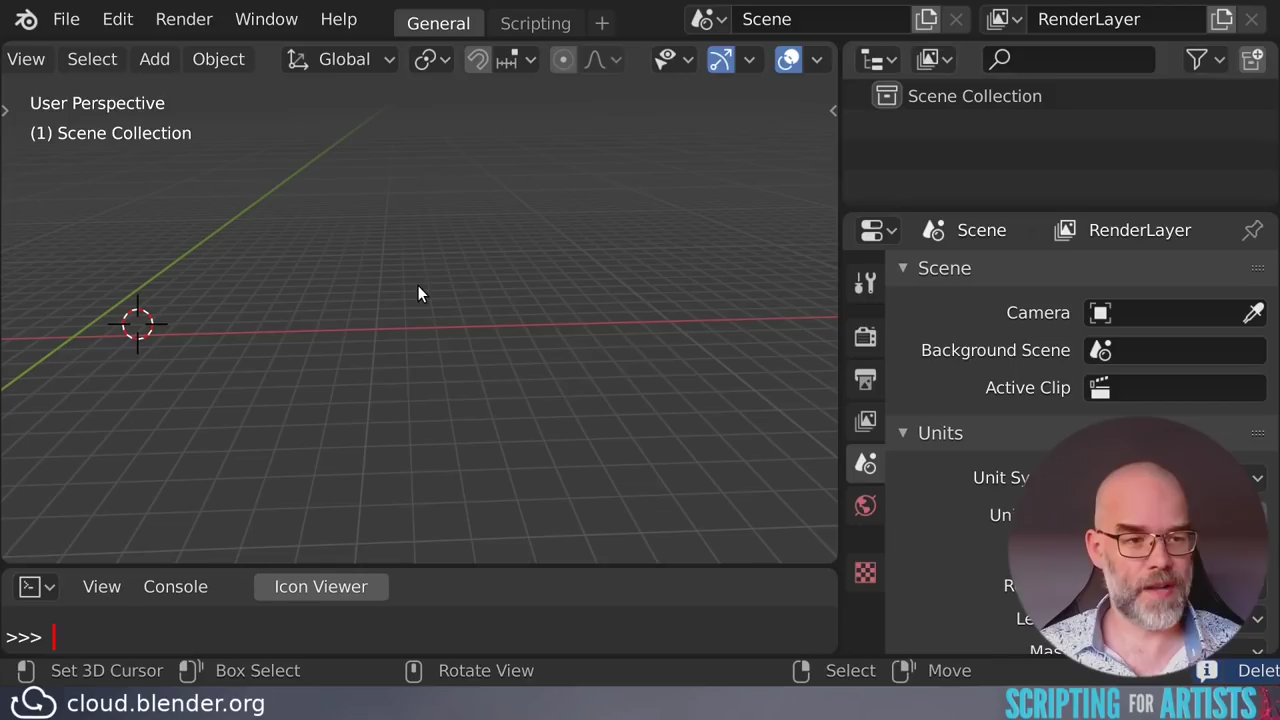 File Edit Render Window Help General Scripting + Scene RenderLayer
View Select Add Object Global
User Perspective
(1) Scene Collection
Scene Collection
Scene RenderLayer
Scene
Camera
Background Scene
Active Clip
Units
Unit Sy
Uni
R
Le
Mas
View Console Icon Viewer
>>>
Set 3D Cursor Box Select Rotate View Select Move Delet
cloud.blender.org
SCRIPTING FOR ARTISTS